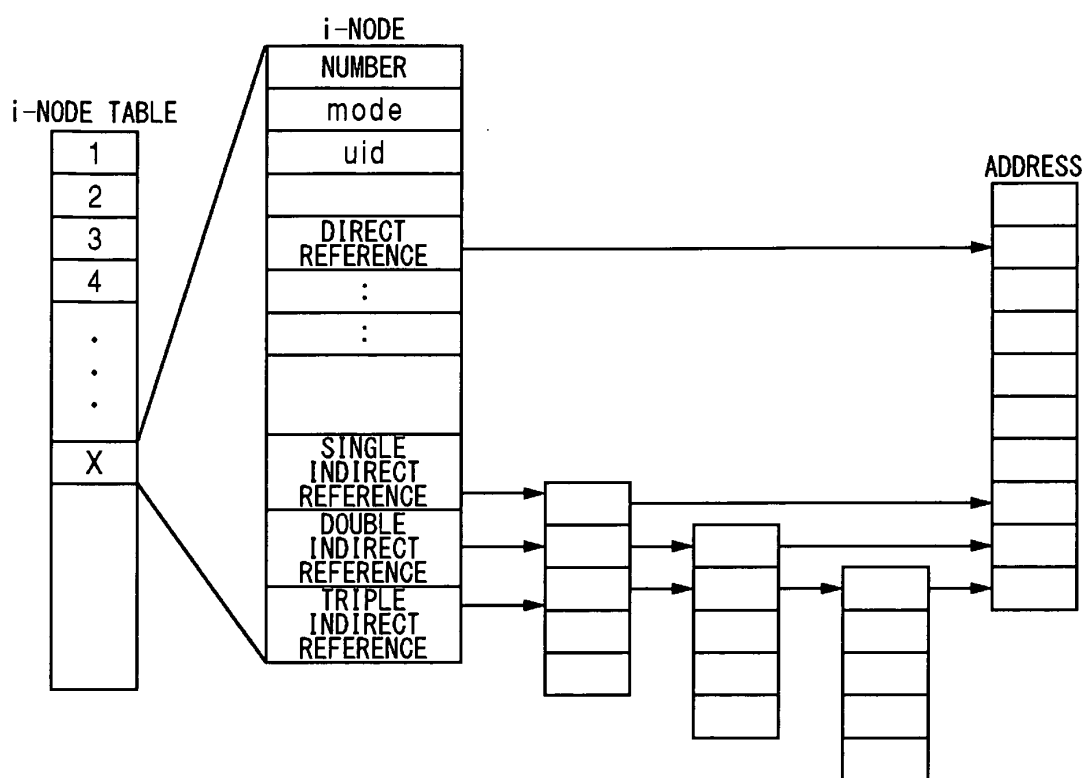 i-NODE TABLE
1
2
3
4
.
.
.
X
i-NODE
NUMBER
mode
uid
DIRECT
REFERENCE
:
:
SINGLE
INDIRECT
REFERENCE
DOUBLE
INDIRECT
REFERENCE
TRIPLE
INDIRECT
REFERENCE
ADDRESS